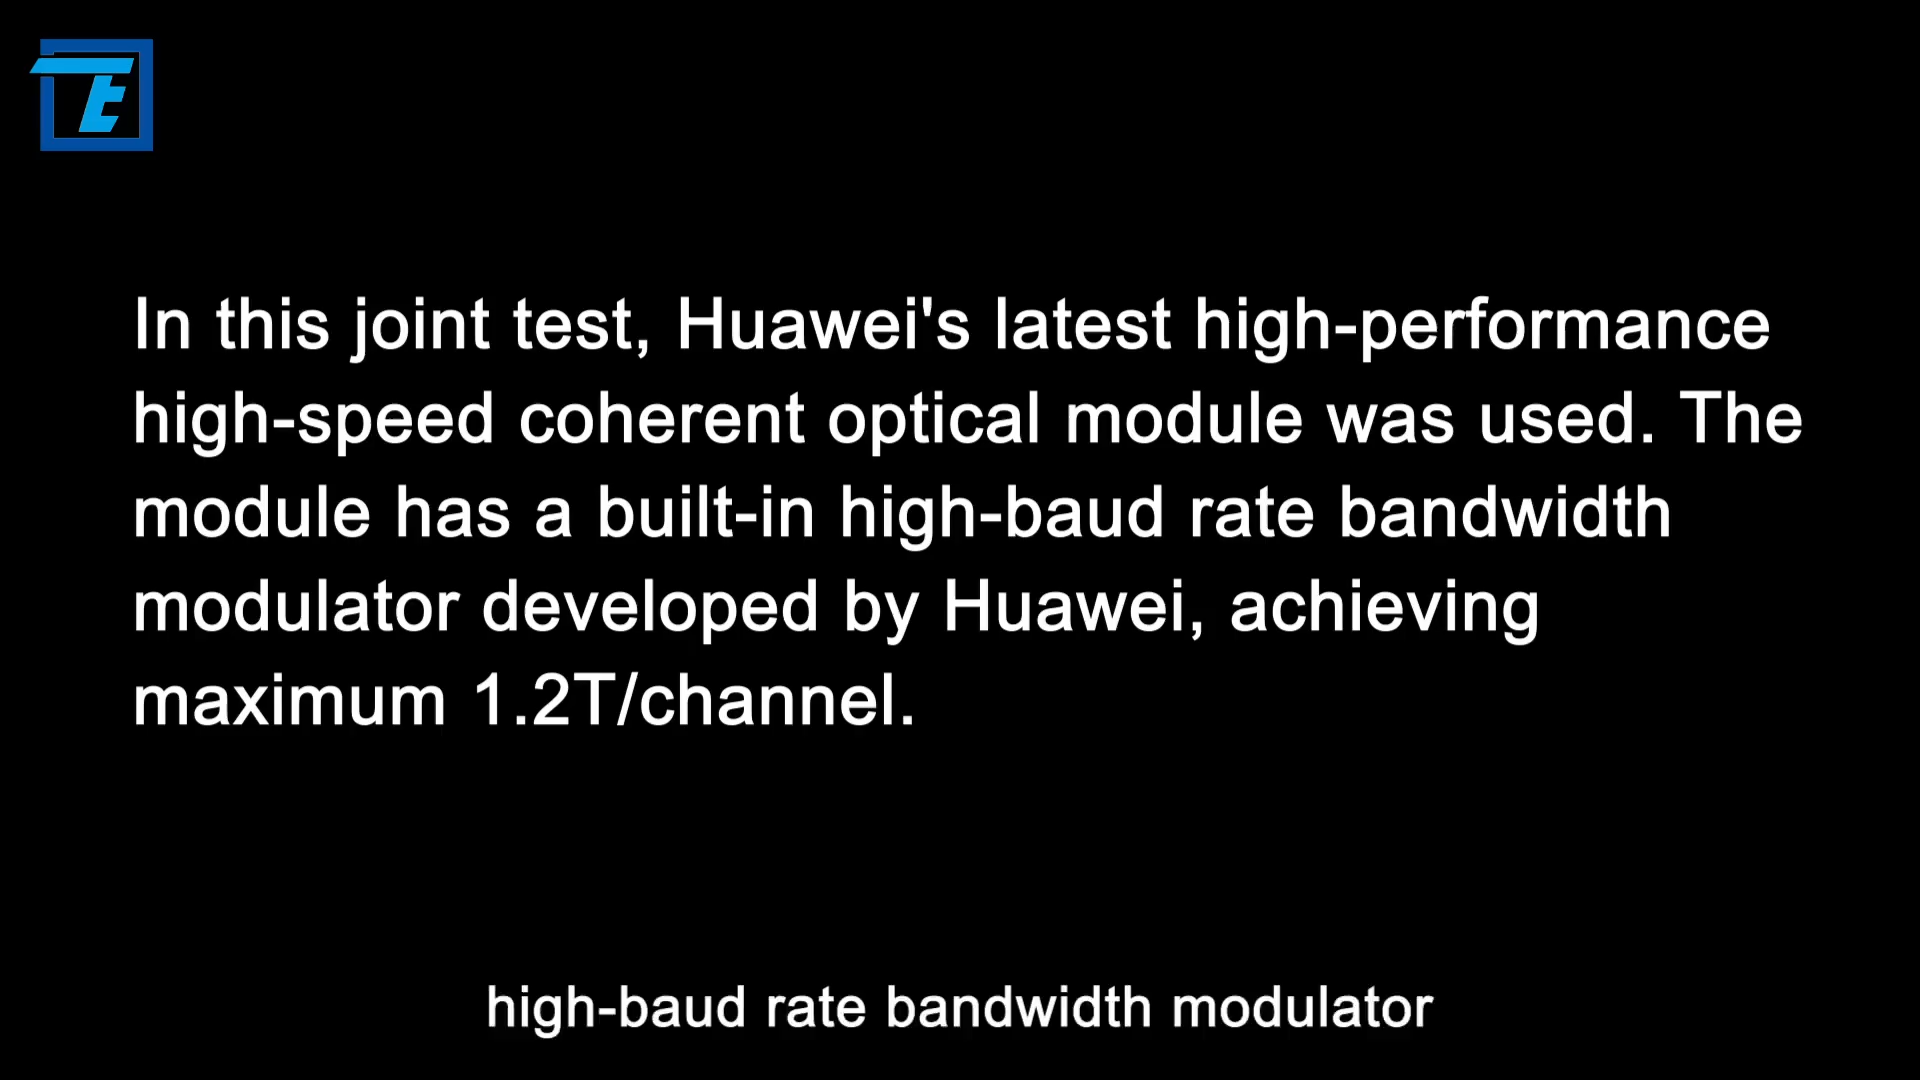 TE
In this joint test, Huawei's latest high-performance
high-speed coherent optical module was used. The
module has a built-in high-baud rate bandwidth
modulator developed by Huawei, achieving
maximum 1.2T/channel.
high-baud rate bandwidth modulator